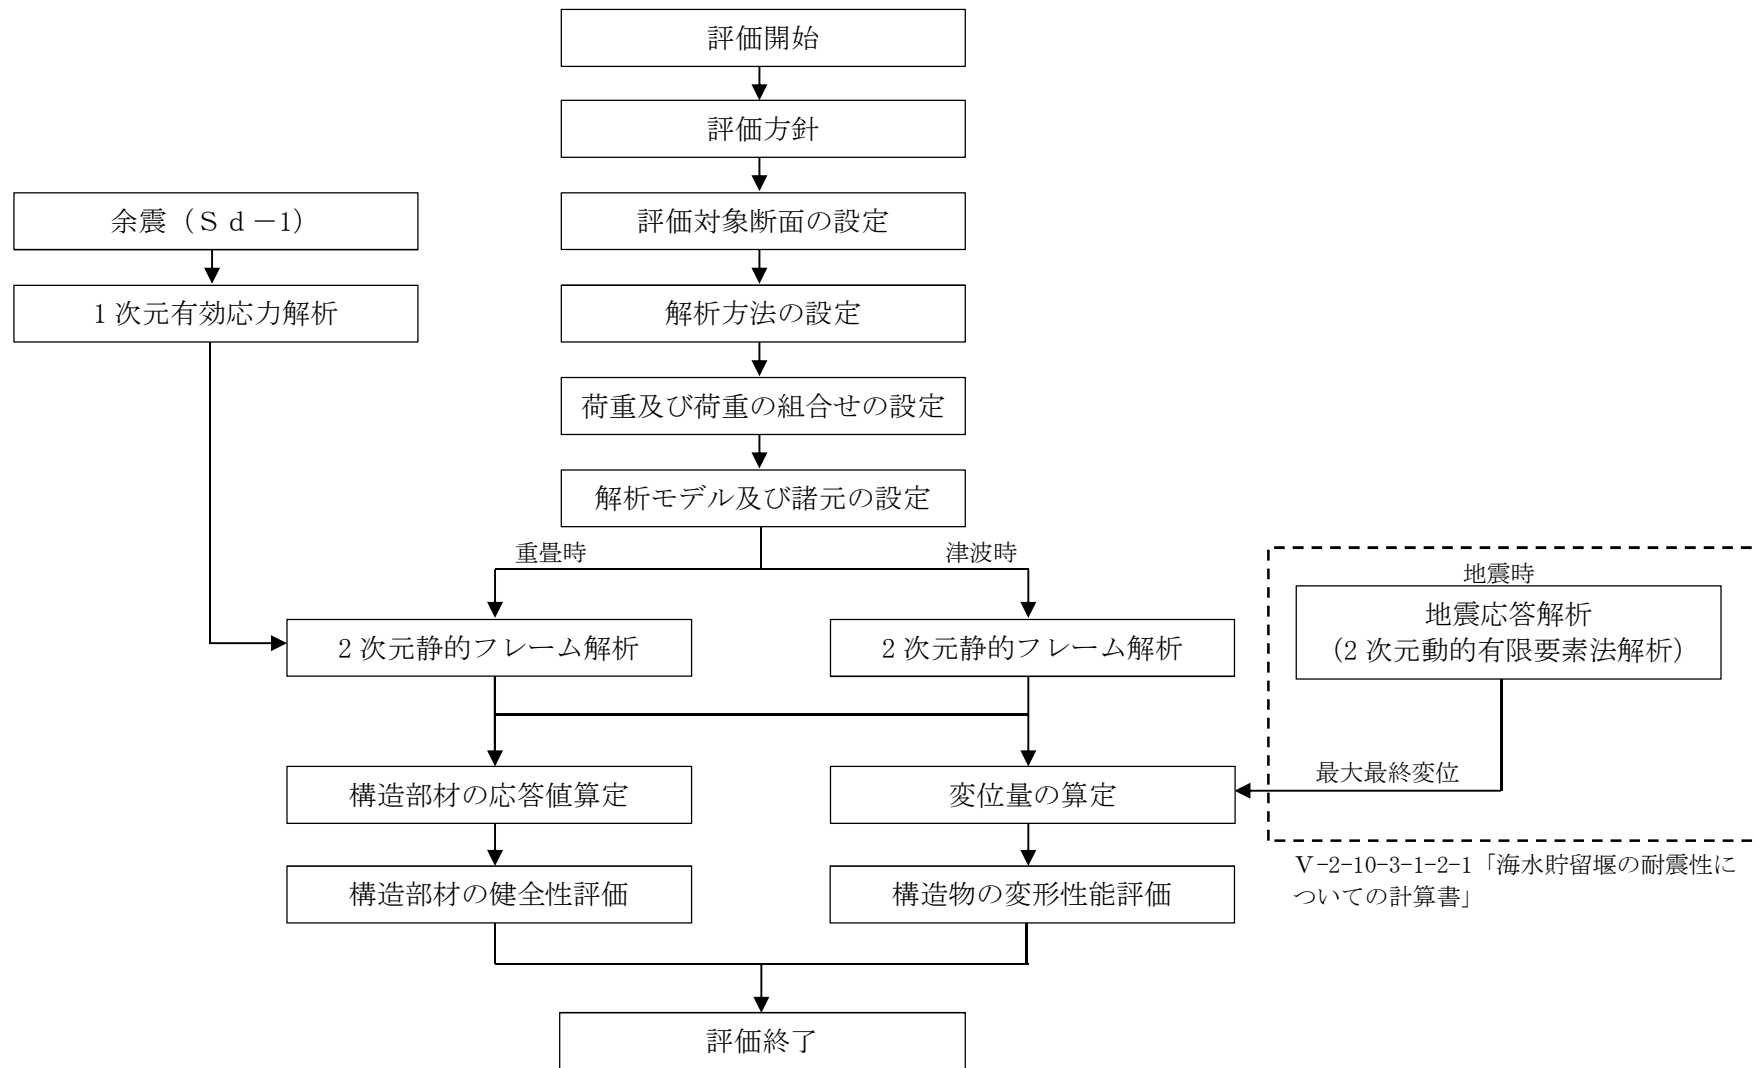 評価開始
評価方針
余震（Ｓｄ－1）
評価対象断面の設定
1 次元有効応力解析
解析方法の設定
荷重及び荷重の組合せの設定
解析モデル及び諸元の設定
重畳時
津波時
地震時
地震応答解析
（2 次元動的有限要素法解析）
2 次元静的フレーム解析
2 次元静的フレーム解析
最大最終変位
構造部材の応答値算定
変位量の算定
Ⅴ-2-10-3-1-2-1「海水貯留堰の耐震性に
ついての計算書」
構造部材の健全性評価
構造物の変形性能評価
評価終了